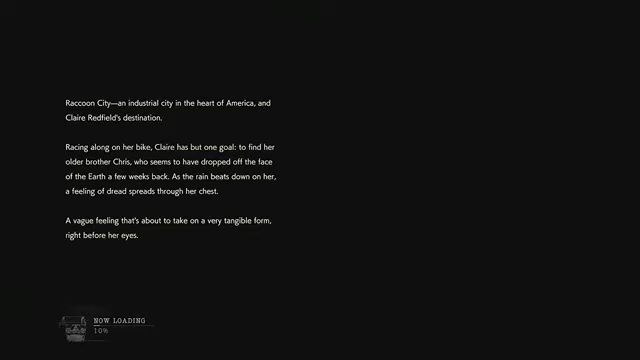 Raccoon City—an industrial city in the heart of America, and
Claire Redfield's destination.
Racing along on her bike, Claire has but one goal: to find her
older brother Chris, who seems to have dropped off the face
of the Earth a few weeks back. As the rain beats down on her,
a feeling of dread spreads through her chest.
A vague feeling that's about to take on a very tangible form,
right before her eyes.
NOW LOADING
10%